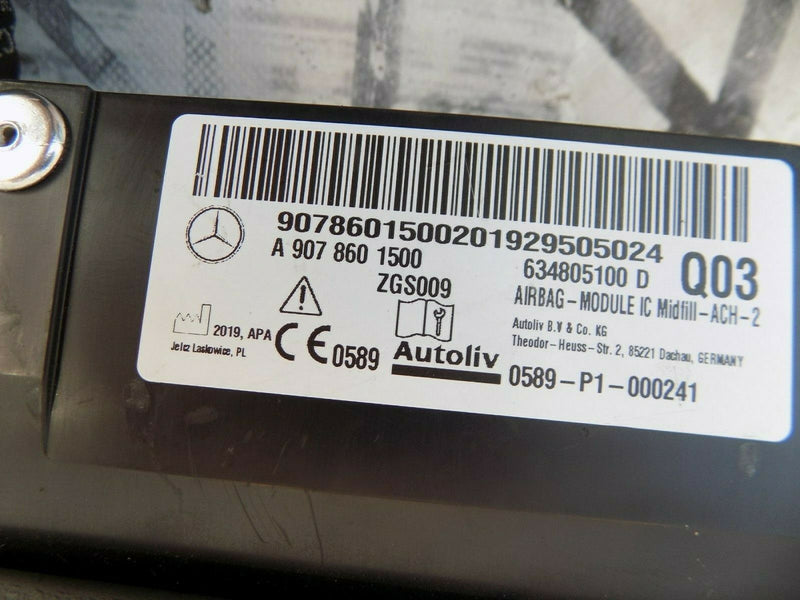 907860150020192950502​4
A 907 860 1500
634805100 D
Q03
ZGS009
AIRBAG-MODULE IC Midfill-ACH-2
2019, APA
Jelcz Laskowice, PL
CE 0589
Autoliv
Autoliv B.V & Co. KG
Theodor-Heuss-Str. 2, 85221 Dachau, GERMANY
0589-P1-000241